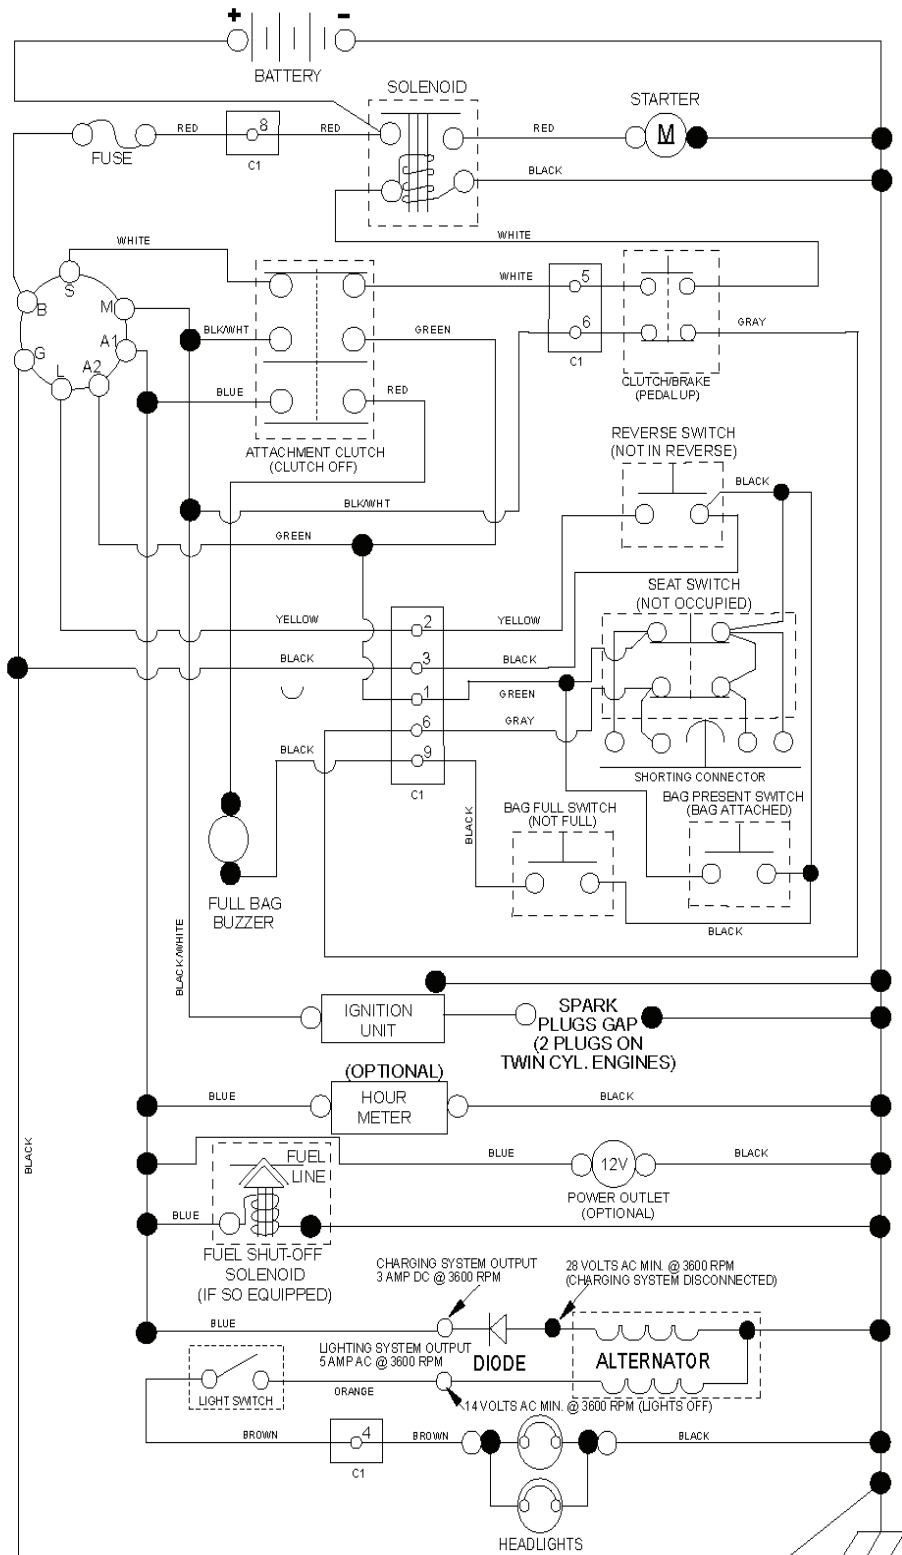 + -
BATTERY
SOLENOID
STARTER
RED 8 RED RED M
FUSE
C1
BLACK
WHITE
WHITE
S
B
M
WHITE 5
BLK/WHT GREEN 6 GRAY
A1
G
C1
L A2
BLUE RED
CLUTCH/BRAKE
(PEDAL UP)
ATTACHMENT CLUTCH
(CLUTCH OFF)
REVERSE SWITCH
(NOT IN REVERSE)
BLACK
BLK/WHT
GREEN
SEAT SWITCH
(NOT OCCUPIED)
YELLOW 2 YELLOW
BLACK 3 BLACK
1 GREEN
6 GRAY
BLACK 9
C1
SHORTING CONNECTOR
BAG PRESENT SWITCH
(BAG ATTACHED)
BAG FULL SWITCH
(NOT FULL)
BLACK
FULL BAG
BUZZER
BLACK
BLACK/WHITE
IGNITION
UNIT
SPARK
PLUGS GAP
(2 PLUGS ON
TWIN CYL. ENGINES)
(OPTIONAL)
BLUE HOUR
METER
BLACK
BLACK
BLUE 12V BLACK
POWER OUTLET
(OPTIONAL)
FUEL
LINE
BLUE
FUEL SHUT-OFF
SOLENOID
(IF SO EQUIPPED)
CHARGING SYSTEM OUTPUT
3 AMP DC @ 3600 RPM
28 VOLTS AC MIN. @ 3600 RPM
(CHARGING SYSTEM DISCONNECTED)
BLUE
LIGHTING SYSTEM OUTPUT
5 AMP AC @ 3600 RPM
DIODE
ALTERNATOR
LIGHT SWITCH
ORANGE
14 VOLTS AC MIN. @ 3600 RPM (LIGHTS OFF)
BROWN 4 BROWN BLACK
C1
HEADLIGHTS